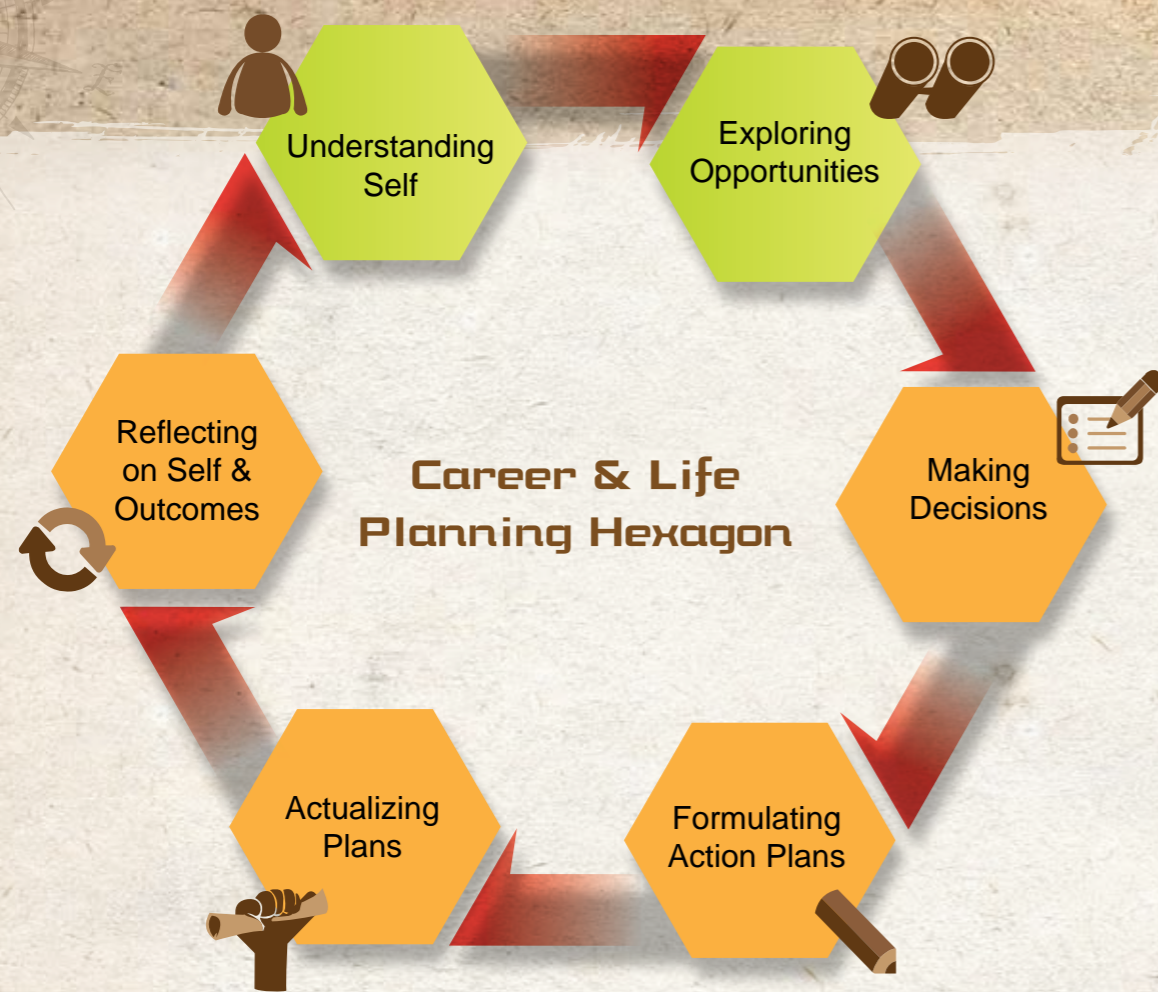 Understanding
Self
Exploring
Opportunities
Making
Decisions
Formulating
Action Plans
Actualizing
Plans
Reflecting
on Self &
Outcomes
Career & Life
Planning Hexagon